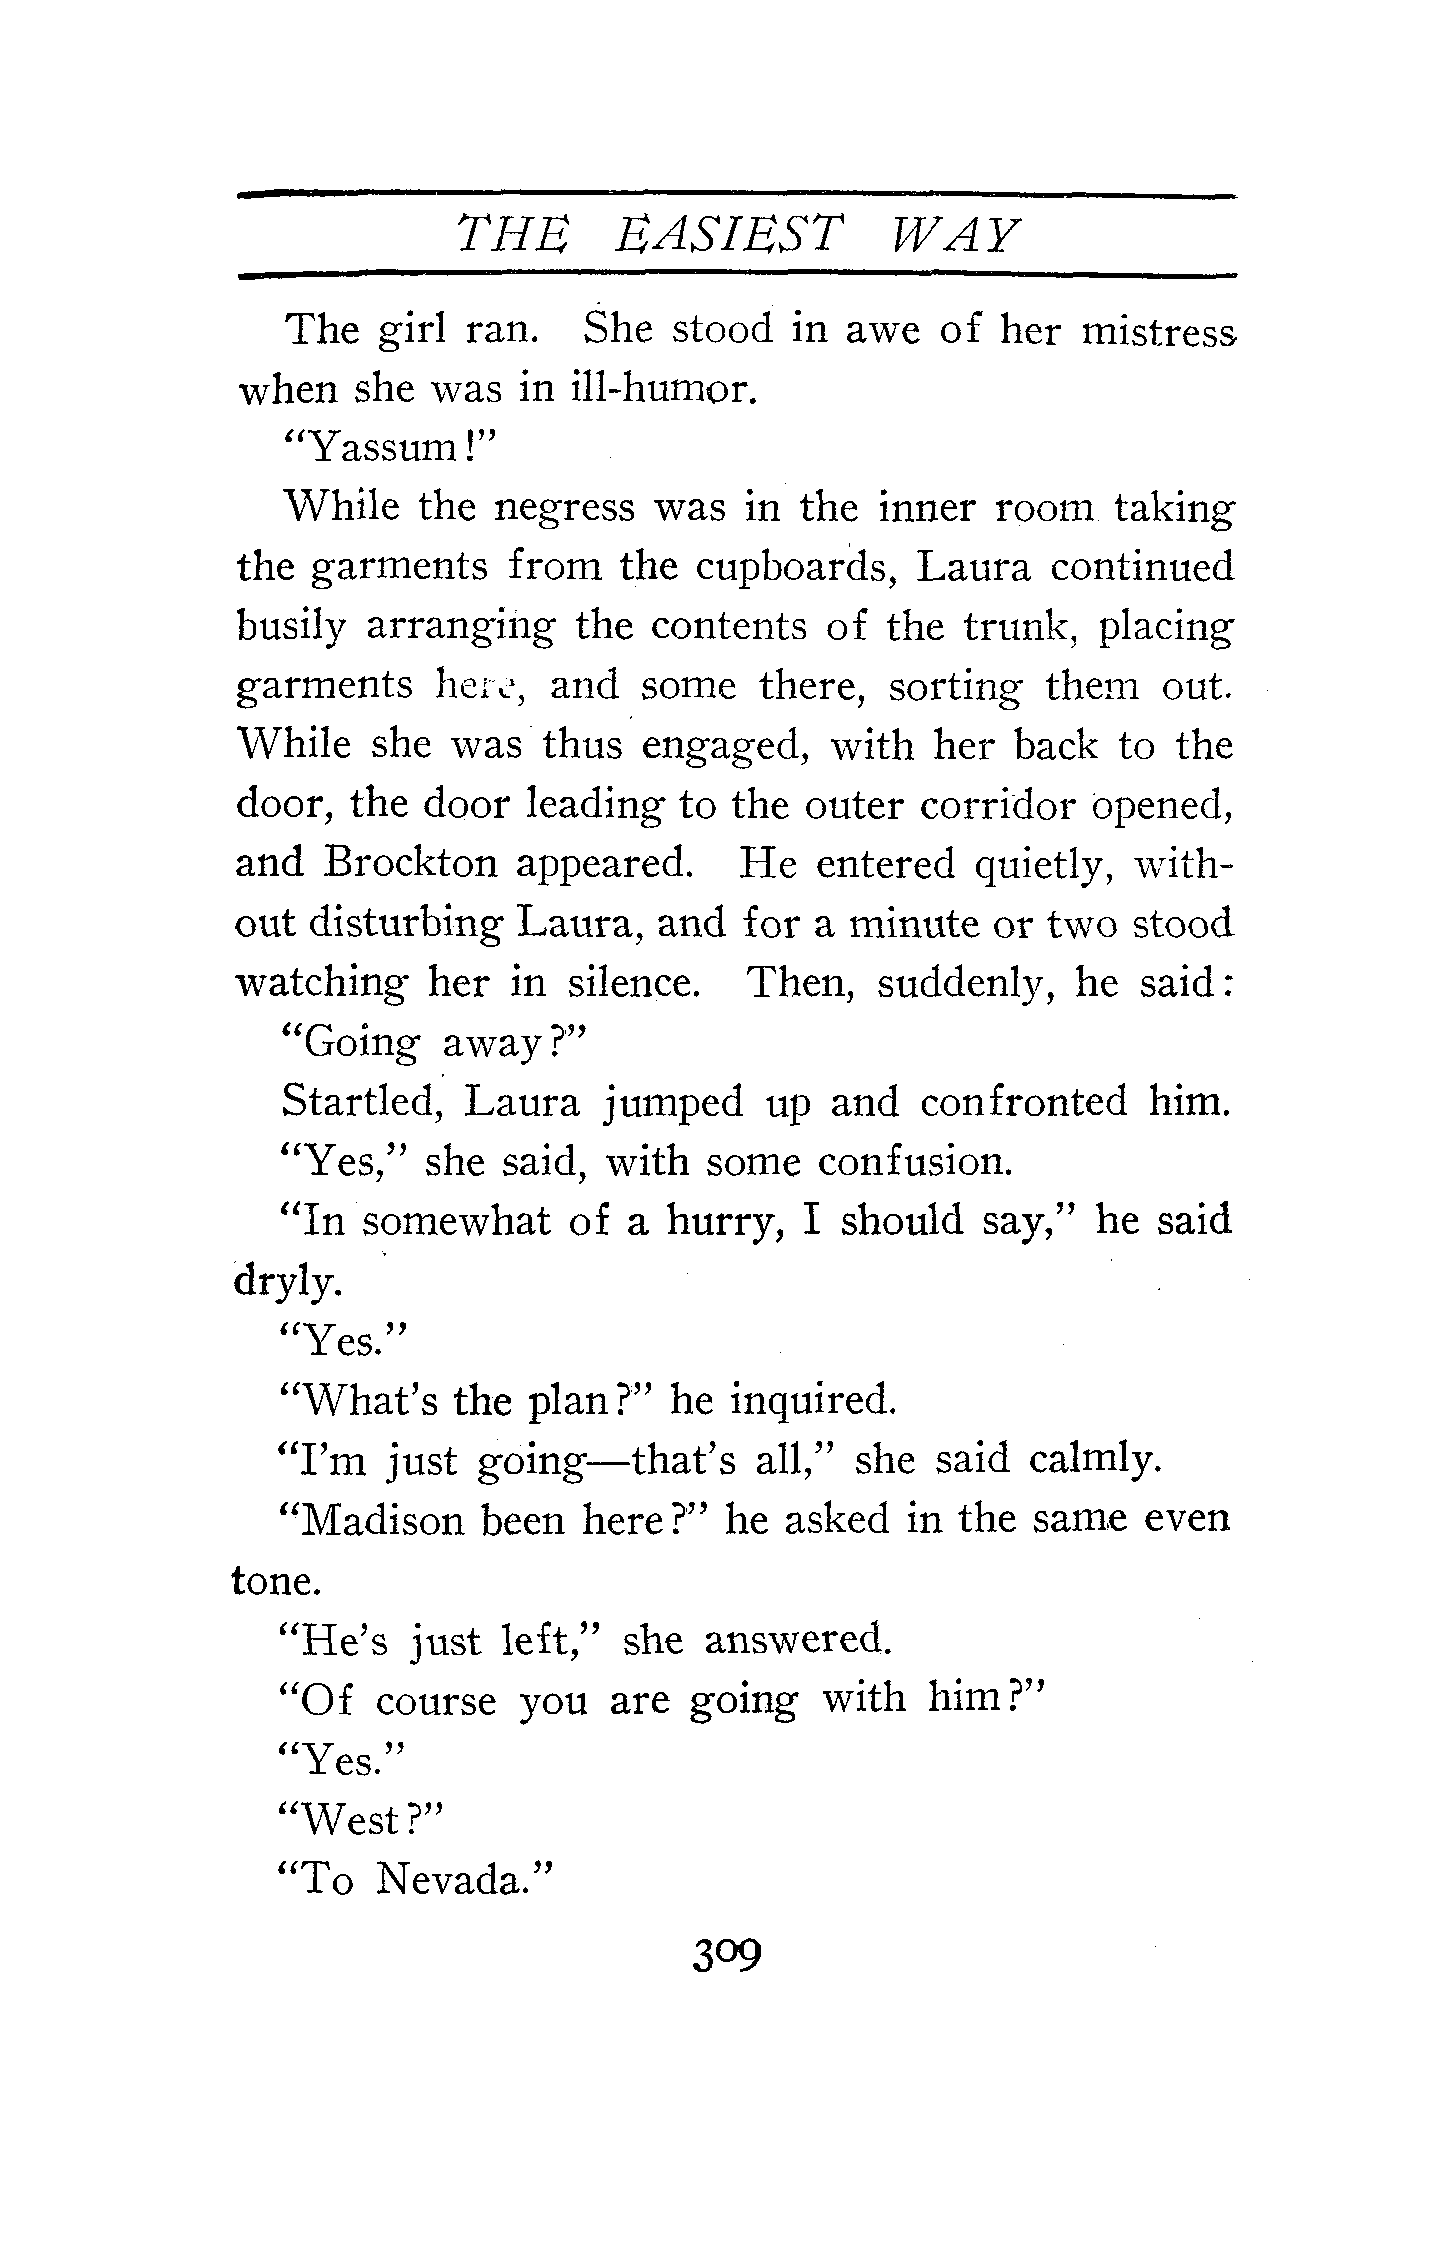 THE EASIEST WAY
The girl ran. She stood in awe of her mistress
when she was in ill-humor.
“Yassum!”
While the negress was in the inner room taking
the garments from the cupboards, Laura continued
busily arranging the contents of the trunk, placing
garments here, and some there, sorting them out.
While she was thus engaged, with her back to the
door, the door leading to the outer corridor opened,
and Brockton appeared. He entered quietly, with-
out disturbing Laura, and for a minute or two stood
watching her in silence. Then, suddenly, he said:
“Going away?”
Startled, Laura jumped up and confronted him.
“Yes,” she said, with some confusion.
“In somewhat of a hurry, I should say,” he said
dryly.
“Yes.”
“What’s the plan?” he inquired.
“I’m just going—that’s all,” she said calmly.
“Madison been here?” he asked in the same even
tone.
“He’s just left,” she answered.
“Of course you are going with him?”
“Yes.”
“West?”
“To Nevada.”
309